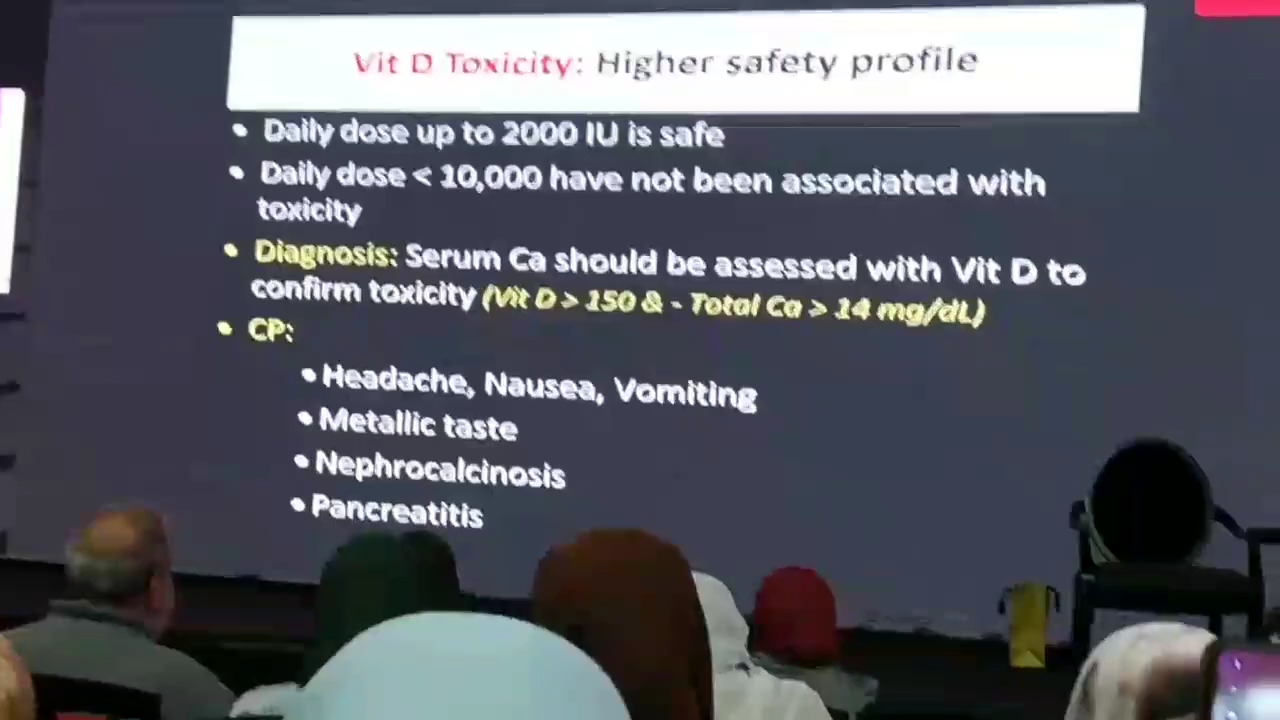 Vit D Toxicity: Higher safety profile
• Daily dose up to 2000 IU is safe
• Daily dose < 10,000 have not been associated with
toxicity
• Diagnosis: Serum Ca should be assessed with Vit D to
confirm toxicity (Vit D > 150 & - Total Ca > 14 mg/dL)
• CP:
• Headache, Nausea, Vomiting
• Metallic taste
• Nephrocalcinosis
• Pancreatitis